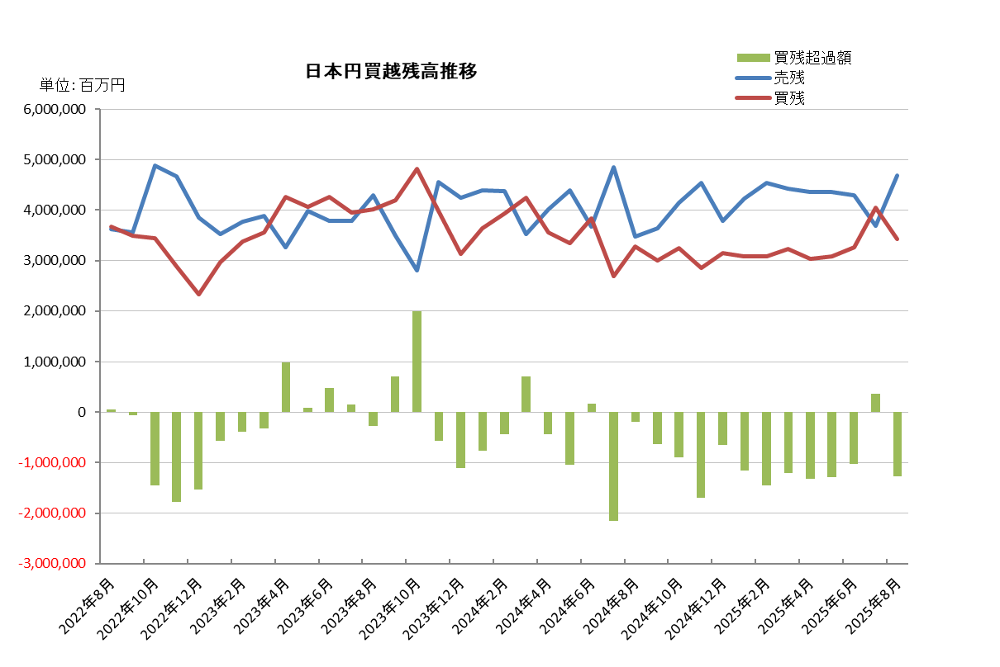 日本円買越残高推移
買残超過額
売残
買残
単位：百万円
6,000,000
5,000,000
4,000,000
3,000,000
2,000,000
1,000,000
0
-1,000,000
-2,000,000
-3,000,000
2022年8月
2022年10月
2022年12月
2023年2月
2023年4月
2023年6月
2023年8月
2023年10月
2023年12月
2024年2月
2024年4月
2024年6月
2024年8月
2024年10月
2024年12月
2025年2月
2025年4月
2025年6月
2025年8月